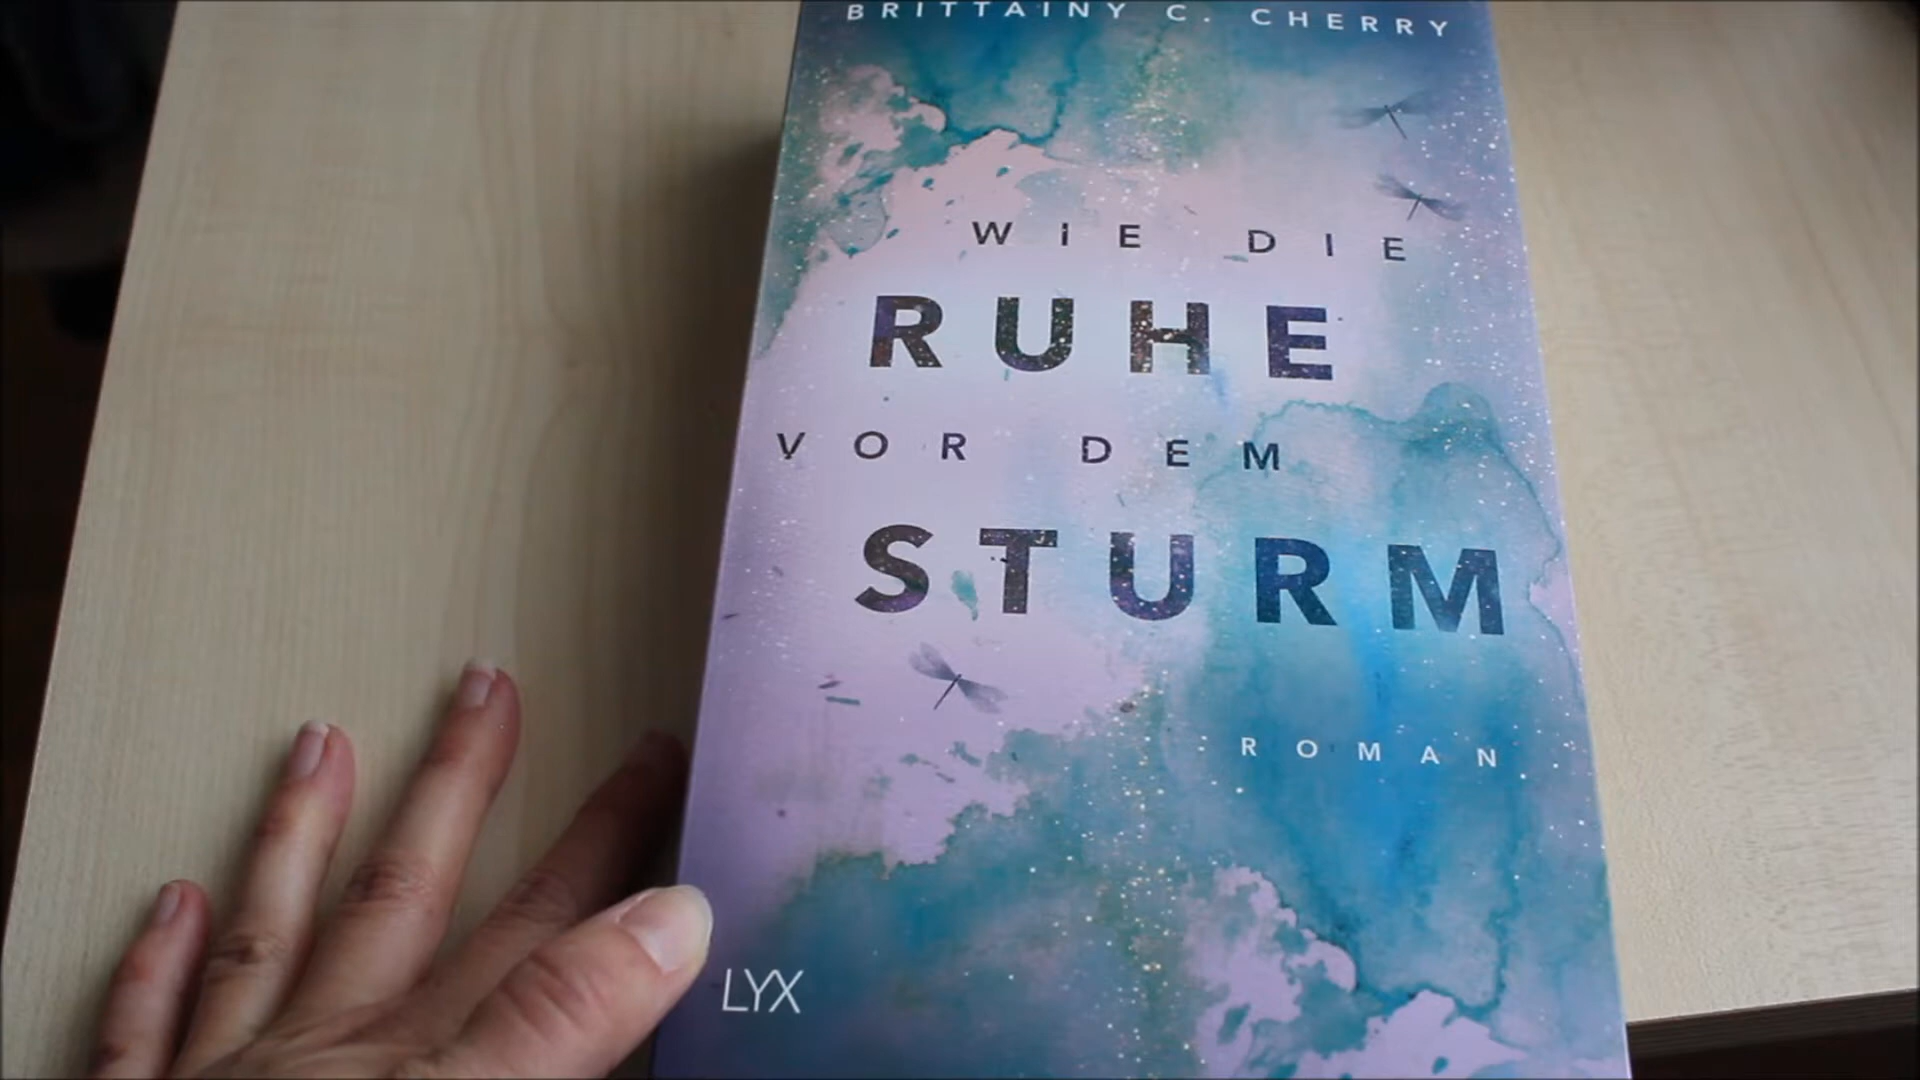 BRITTAINY C. CHERRY
WIE DIE
RUHE
VOR DEM
STURM
ROMAN
LYX